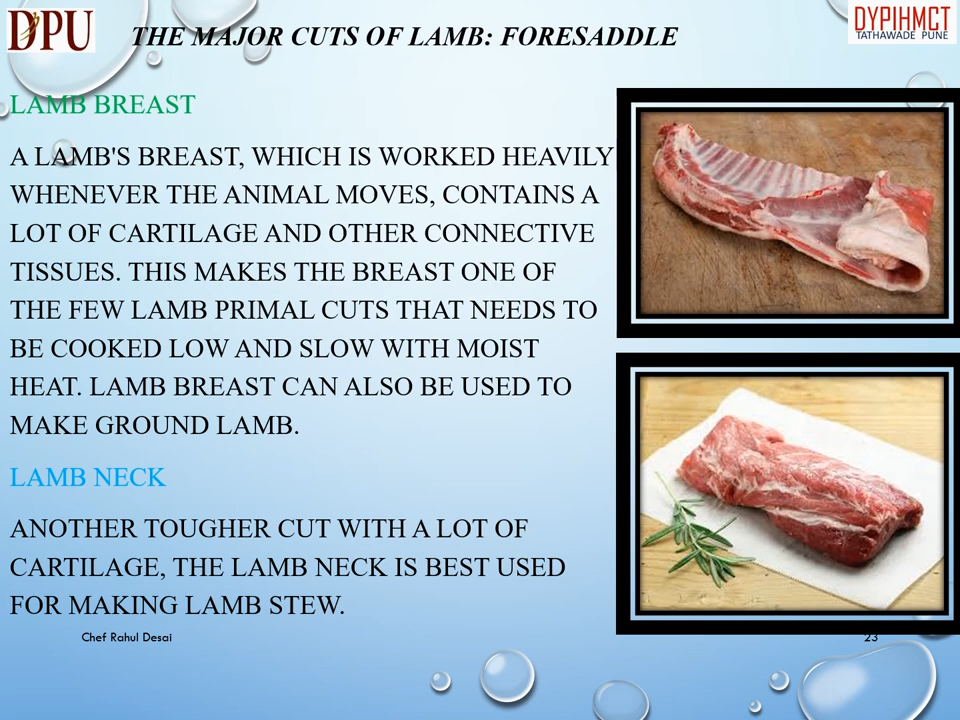 DPU
THE MAJOR CUTS OF LAMB: FORESADDLE
DYPIHMCT
TATHAWADE PUNE
LAMB BREAST
A LAMB'S BREAST, WHICH IS WORKED HEAVILY
WHENEVER THE ANIMAL MOVES, CONTAINS A
LOT OF CARTILAGE AND OTHER CONNECTIVE
TISSUES. THIS MAKES THE BREAST ONE OF
THE FEW LAMB PRIMAL CUTS THAT NEEDS TO
BE COOKED LOW AND SLOW WITH MOIST
HEAT. LAMB BREAST CAN ALSO BE USED TO
MAKE GROUND LAMB.
LAMB NECK
ANOTHER TOUGHER CUT WITH A LOT OF
CARTILAGE, THE LAMB NECK IS BEST USED
FOR MAKING LAMB STEW.
Chef Rahul Desai
23